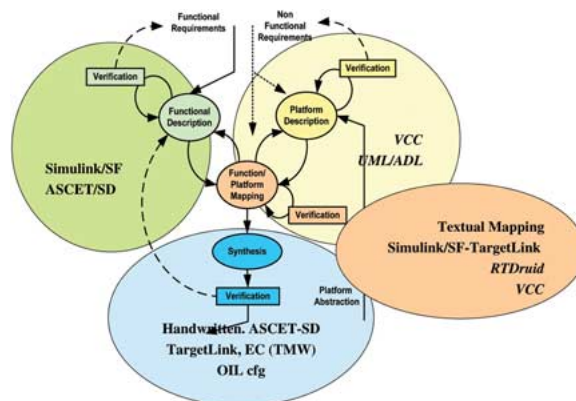 Functional
Requirements
Non
Functional
Requirements
Verification
Verification
Functional
Description
Platform
Description
VCC
UML/ADL
Simulink/SF
ASCET/SD
Function/
Platform
Mapping
Verification
Textual Mapping
Simulink/SF-TargetLink
RTDruid
VCC
Synthesis
Platform
Abstraction
Verification
Handwritten. ASCET-SD
TargetLink, EC (TMW)
OIL cfg